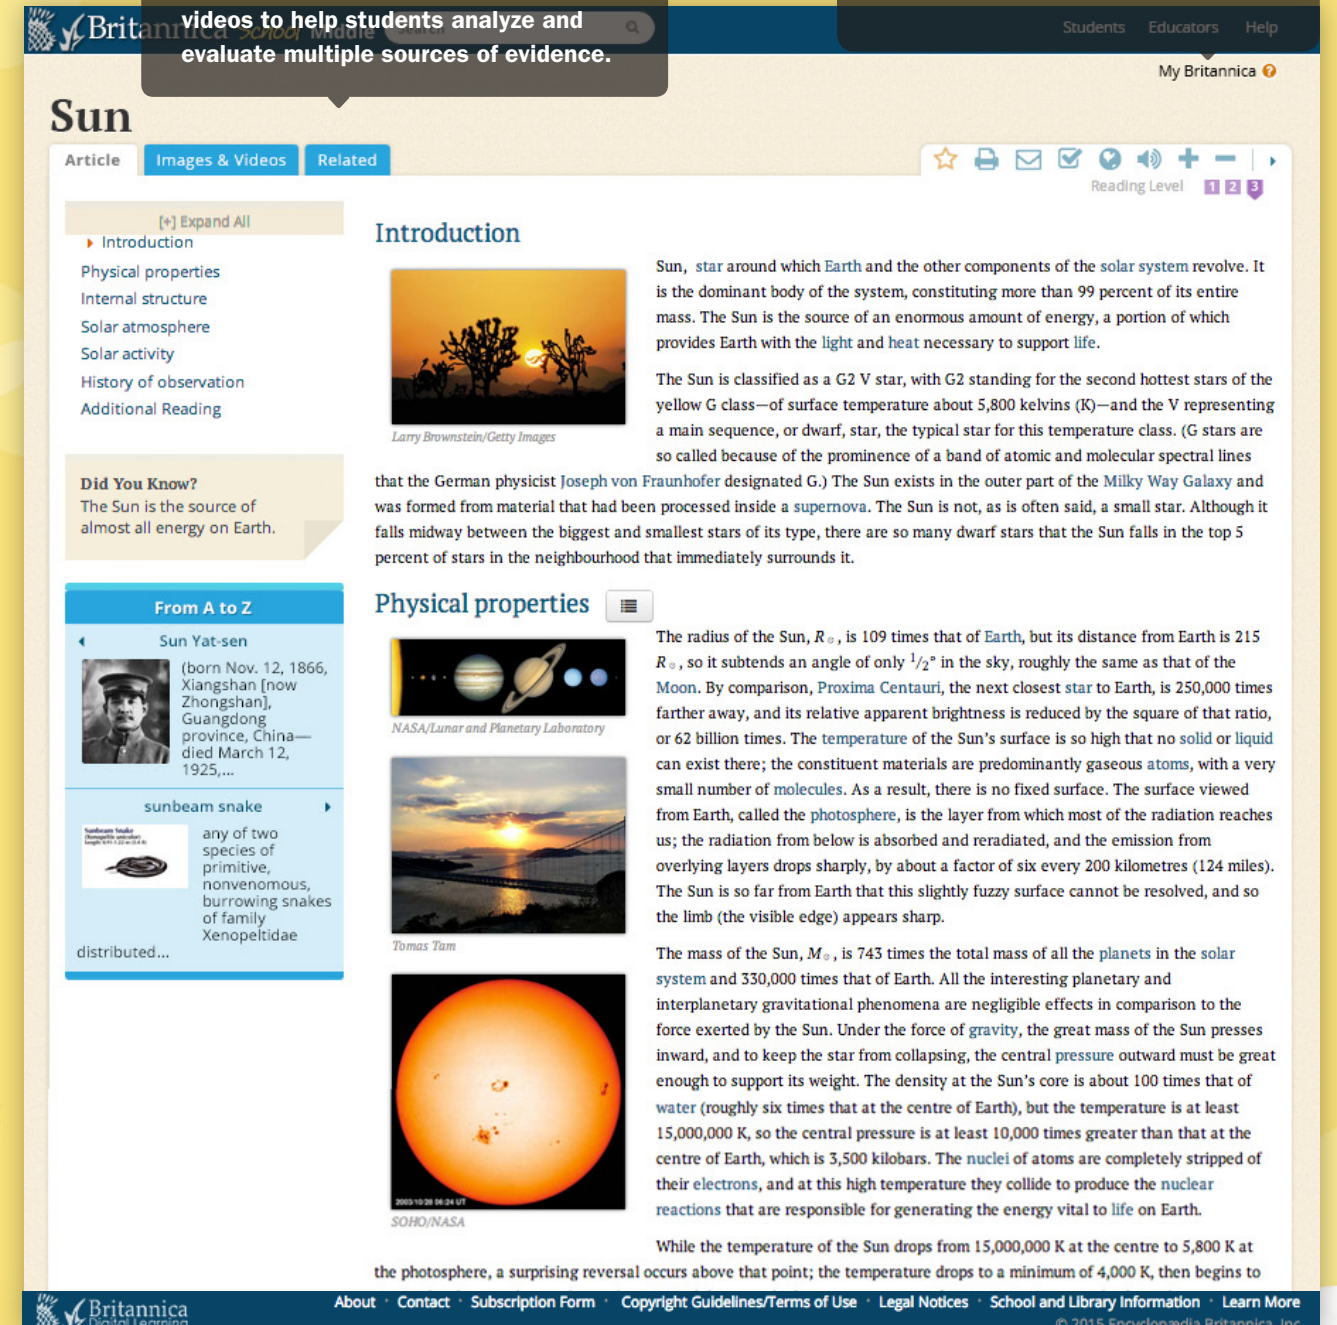 videos to help students analyze and
evaluate multiple sources of evidence.
Britannica School Middle
Search
Students Educators Help
My Britannica ?
Sun
Article Images & Videos Related
Reading Level 1 2 3
[+] Expand All
Introduction
Physical properties
Internal structure
Solar atmosphere
Solar activity
History of observation
Additional Reading
Did You Know?
The Sun is the source of
almost all energy on Earth.
From A to Z
Sun Yat-sen
(born Nov. 12, 1866,
Xiangshan [now
Zhongshan],
Guangdong
province, China—
died March 12,
1925,...
sunbeam snake
Sunbeam Snake
(Xenopeltis unicolor)
any of two
species of
primitive,
nonvenomous,
burrowing snakes
of family
Xenopeltidae
distributed...
Introduction
Larry Brownstein/Getty Images
Sun, star around which Earth and the other components of the solar system revolve. It
is the dominant body of the system, constituting more than 99 percent of its entire
mass. The Sun is the source of an enormous amount of energy, a portion of which
provides Earth with the light and heat necessary to support life.
The Sun is classified as a G2 V star, with G2 standing for the second hottest stars of the
yellow G class—of surface temperature about 5,800 kelvins (K)—and the V representing
a main sequence, or dwarf, star, the typical star for this temperature class. (G stars are
so called because of the prominence of a band of atomic and molecular spectral lines
that the German physicist Joseph von Fraunhofer designated G.) The Sun exists in the outer part of the Milky Way Galaxy and
was formed from material that had been processed inside a supernova. The Sun is not, as is often said, a small star. Although it
falls midway between the biggest and smallest stars of its type, there are so many dwarf stars that the Sun falls in the top 5
percent of stars in the neighbourhood that immediately surrounds it.
Physical properties
NASA/Lunar and Planetary Laboratory
Tomas Tam
2003/10/28 06:24 UT
SOHO/NASA
The radius of the Sun, R☉, is 109 times that of Earth, but its distance from Earth is 215
R☉, so it subtends an angle of only 1/2° in the sky, roughly the same as that of the
Moon. By comparison, Proxima Centauri, the next closest star to Earth, is 250,000 times
farther away, and its relative apparent brightness is reduced by the square of that ratio,
or 62 billion times. The temperature of the Sun's surface is so high that no solid or liquid
can exist there; the constituent materials are predominantly gaseous atoms, with a very
small number of molecules. As a result, there is no fixed surface. The surface viewed
from Earth, called the photosphere, is the layer from which most of the radiation reaches
us; the radiation from below is absorbed and reradiated, and the emission from
overlying layers drops sharply, by about a factor of six every 200 kilometres (124 miles).
The Sun is so far from Earth that this slightly fuzzy surface cannot be resolved, and so
the limb (the visible edge) appears sharp.
The mass of the Sun, M☉, is 743 times the total mass of all the planets in the solar
system and 330,000 times that of Earth. All the interesting planetary and
interplanetary gravitational phenomena are negligible effects in comparison to the
force exerted by the Sun. Under the force of gravity, the great mass of the Sun presses
inward, and to keep the star from collapsing, the central pressure outward must be great
enough to support its weight. The density at the Sun's core is about 100 times that of
water (roughly six times that at the centre of Earth), but the temperature is at least
15,000,000 K, so the central pressure is at least 10,000 times greater than that at the
centre of Earth, which is 3,500 kilobars. The nuclei of atoms are completely stripped of
their electrons, and at this high temperature they collide to produce the nuclear
reactions that are responsible for generating the energy vital to life on Earth.
While the temperature of the Sun drops from 15,000,000 K at the centre to 5,800 K at
the photosphere, a surprising reversal occurs above that point; the temperature drops to a minimum of 4,000 K, then begins to
Britannica
Digital Learning
About · Contact · Subscription Form · Copyright Guidelines/Terms of Use · Legal Notices · School and Library Information · Learn More
© 2015 Encyclopædia Britannica, Inc.